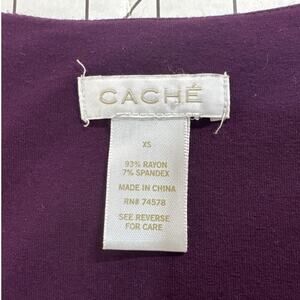 CACHÉ
XS
93% RAYON
7% SPANDEX
MADE IN CHINA
RN# 74578
SEE REVERSE
FOR CARE